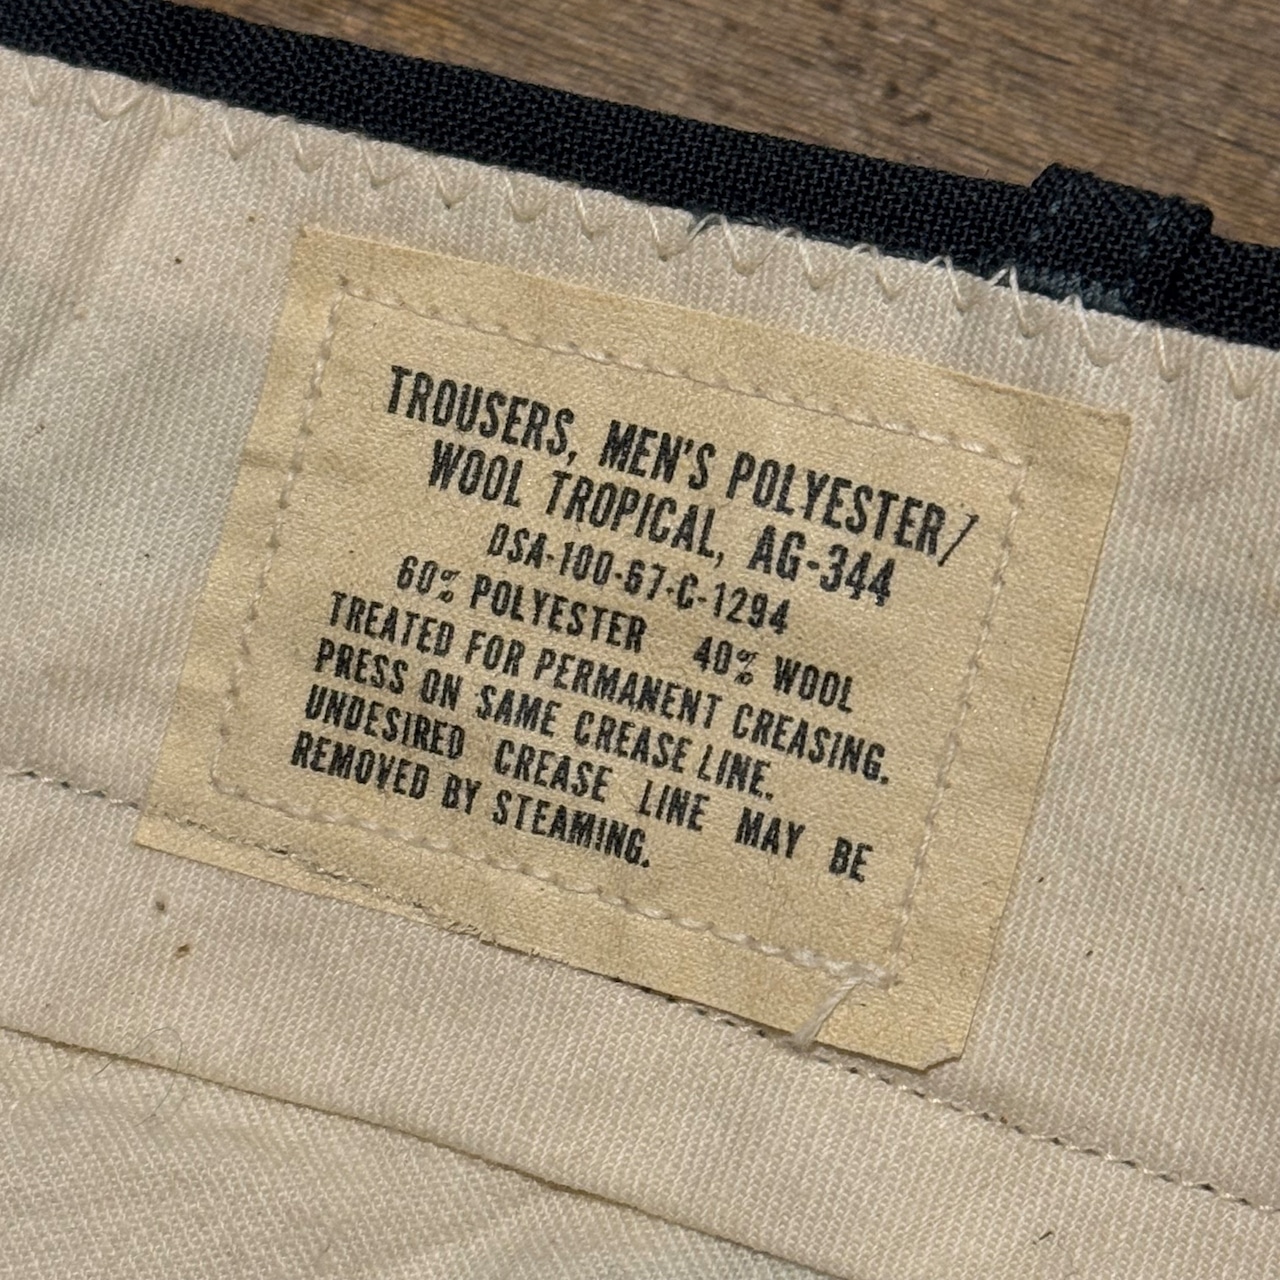 TROUSERS, MEN'S POLYESTER/
WOOL TROPICAL, AG-344
DSA-100-67-C-1294
60% POLYESTER 40% WOOL
TREATED FOR PERMANENT CREASING.
PRESS ON SAME CREASE LINE.
UNDESIRED CREASE LINE MAY BE
REMOVED BY STEAMING.